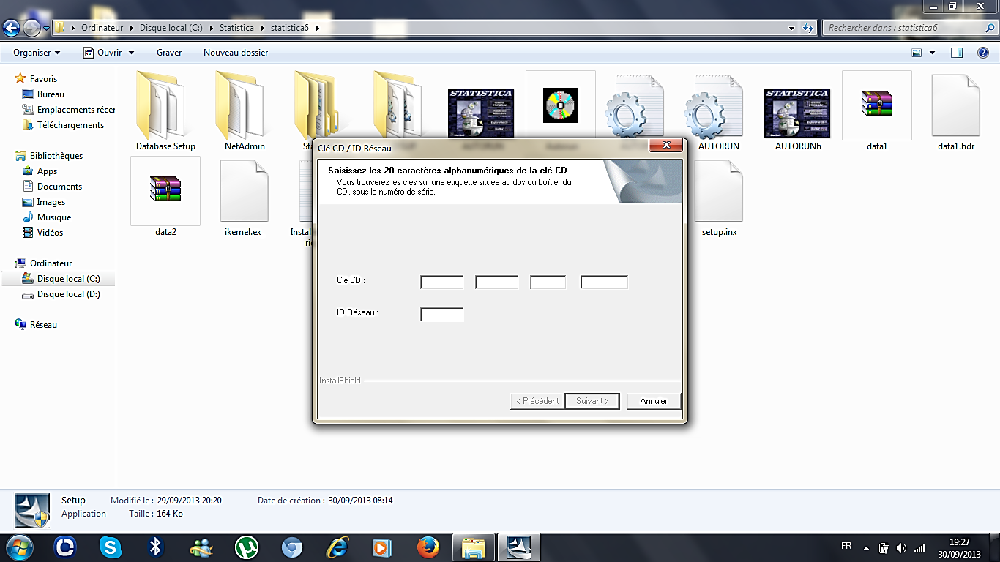 Ordinateur Disque local (C:) Statistica statistica6
Rechercher dans : statistica6
Organiser Ouvrir Graver Nouveau dossier
Favoris
Bureau
Emplacements récer
Téléchargements
Bibliothèques
Apps
Documents
Images
Musique
Vidéos
Ordinateur
Disque local (C:)
Disque local (D:)
Réseau
STATISTICA
STATISTICA
Database Setup
NetAdmin
AUTORUN
AUTORUN
AUTORUNh
data1
data1.hdr
data2
ikernel.ex_
Instal
setup.inx
Clé CD / ID Réseau
Saisissez les 20 caractères alphanumériques de la clé CD
Vous trouverez les clés sur une étiquette située au dos du boîtier du
CD, sous le numéro de série.
Clé CD :
ID Réseau :
InstallShield
< Précédent Suivant > Annuler
Setup Modifié le : 29/09/2013 20:20 Date de création : 30/09/2013 08:14
Application Taille : 164 Ko
FR
19:27
30/09/2013